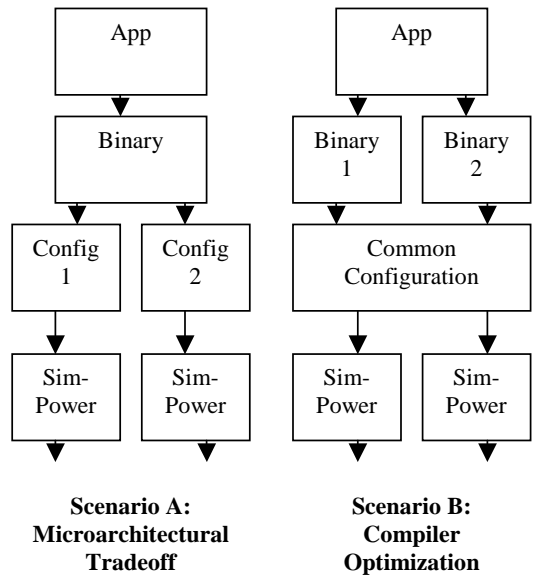 App
Binary
Config
1
Config
2
Sim-
Power
Sim-
Power
Scenario A:
Microarchitectural
Tradeoff
App
Binary
1
Binary
2
Common
Configuration
Sim-
Power
Sim-
Power
Scenario B:
Compiler
Optimization